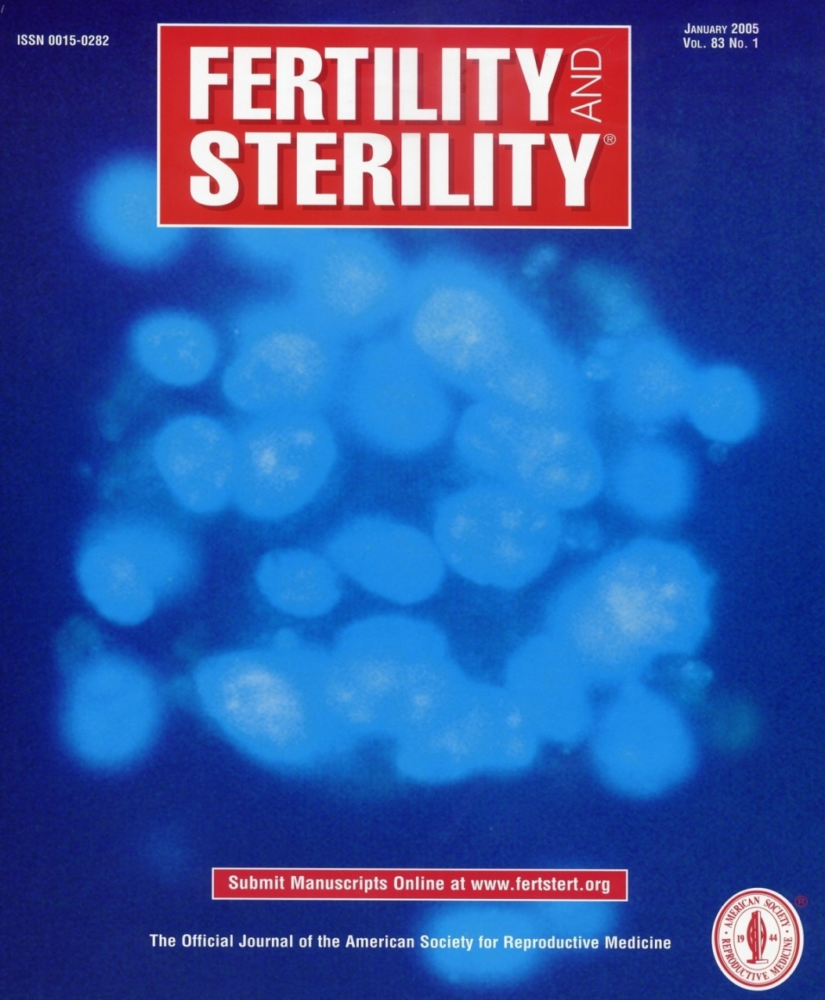 ISSN 0015-0282
JANUARY 2005
VOL. 83 NO. 1
FERTILITY AND
STERILITY®
Submit Manuscripts Online at www.fertstert.org
The Official Journal of the American Society for Reproductive Medicine
AMERICAN SOCIETY
19 44
REPRODUCTIVE MEDICINE
®